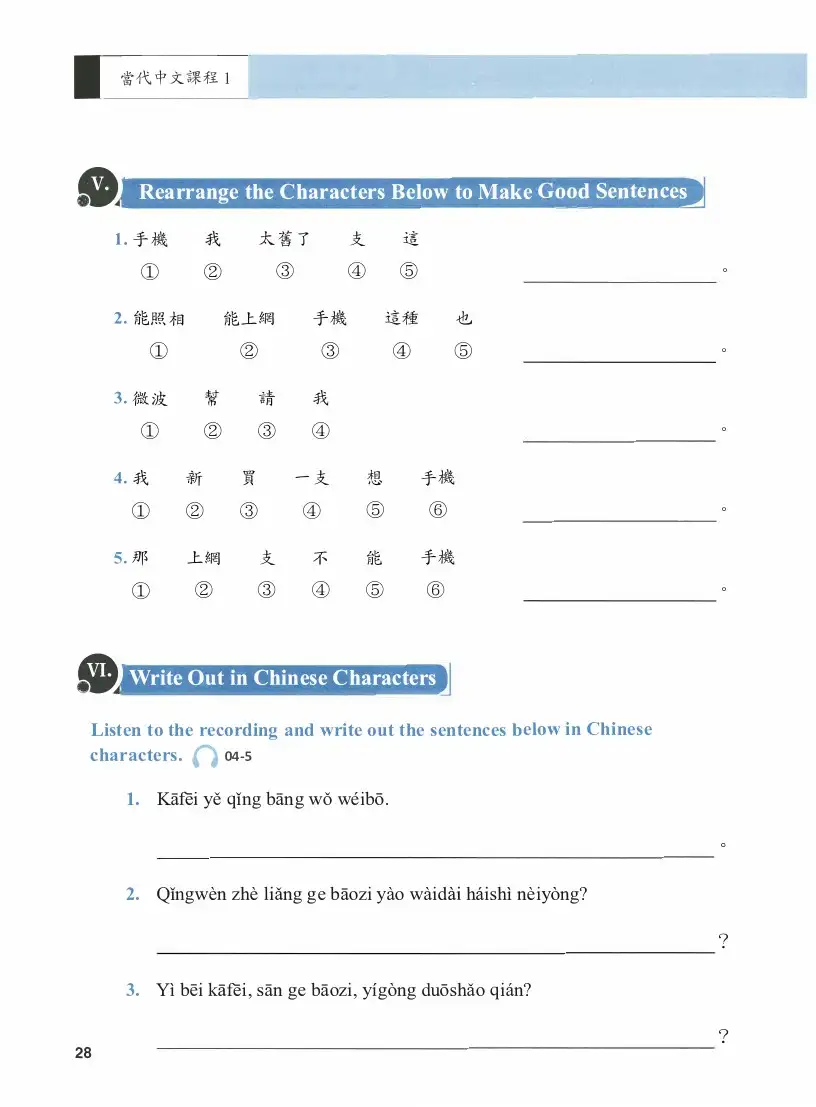 當代中文課程 1
V. Rearrange the Characters Below to Make Good Sentences
1. 手機 我 太舊了 支 這
① ② ③ ④ ⑤ 。
2. 能照相 能上網 手機 這種 也
① ② ③ ④ ⑤ 。
3. 微波 幫 請 我
① ② ③ ④ 。
4. 我 新 買 一支 想 手機
① ② ③ ④ ⑤ ⑥ 。
5. 那 上網 支 不 能 手機
① ② ③ ④ ⑤ ⑥ 。
VI. Write Out in Chinese Characters
Listen to the recording and write out the sentences below in Chinese
characters. 04-5
1. Kāfēi yě qǐng bāng wǒ wéibō.
。
2. Qǐngwèn zhè liǎng ge bāozi yào wàidài háishì nèiyòng?
？
3. Yì bēi kāfēi, sān ge bāozi, yígòng duōshǎo qián?
？
28